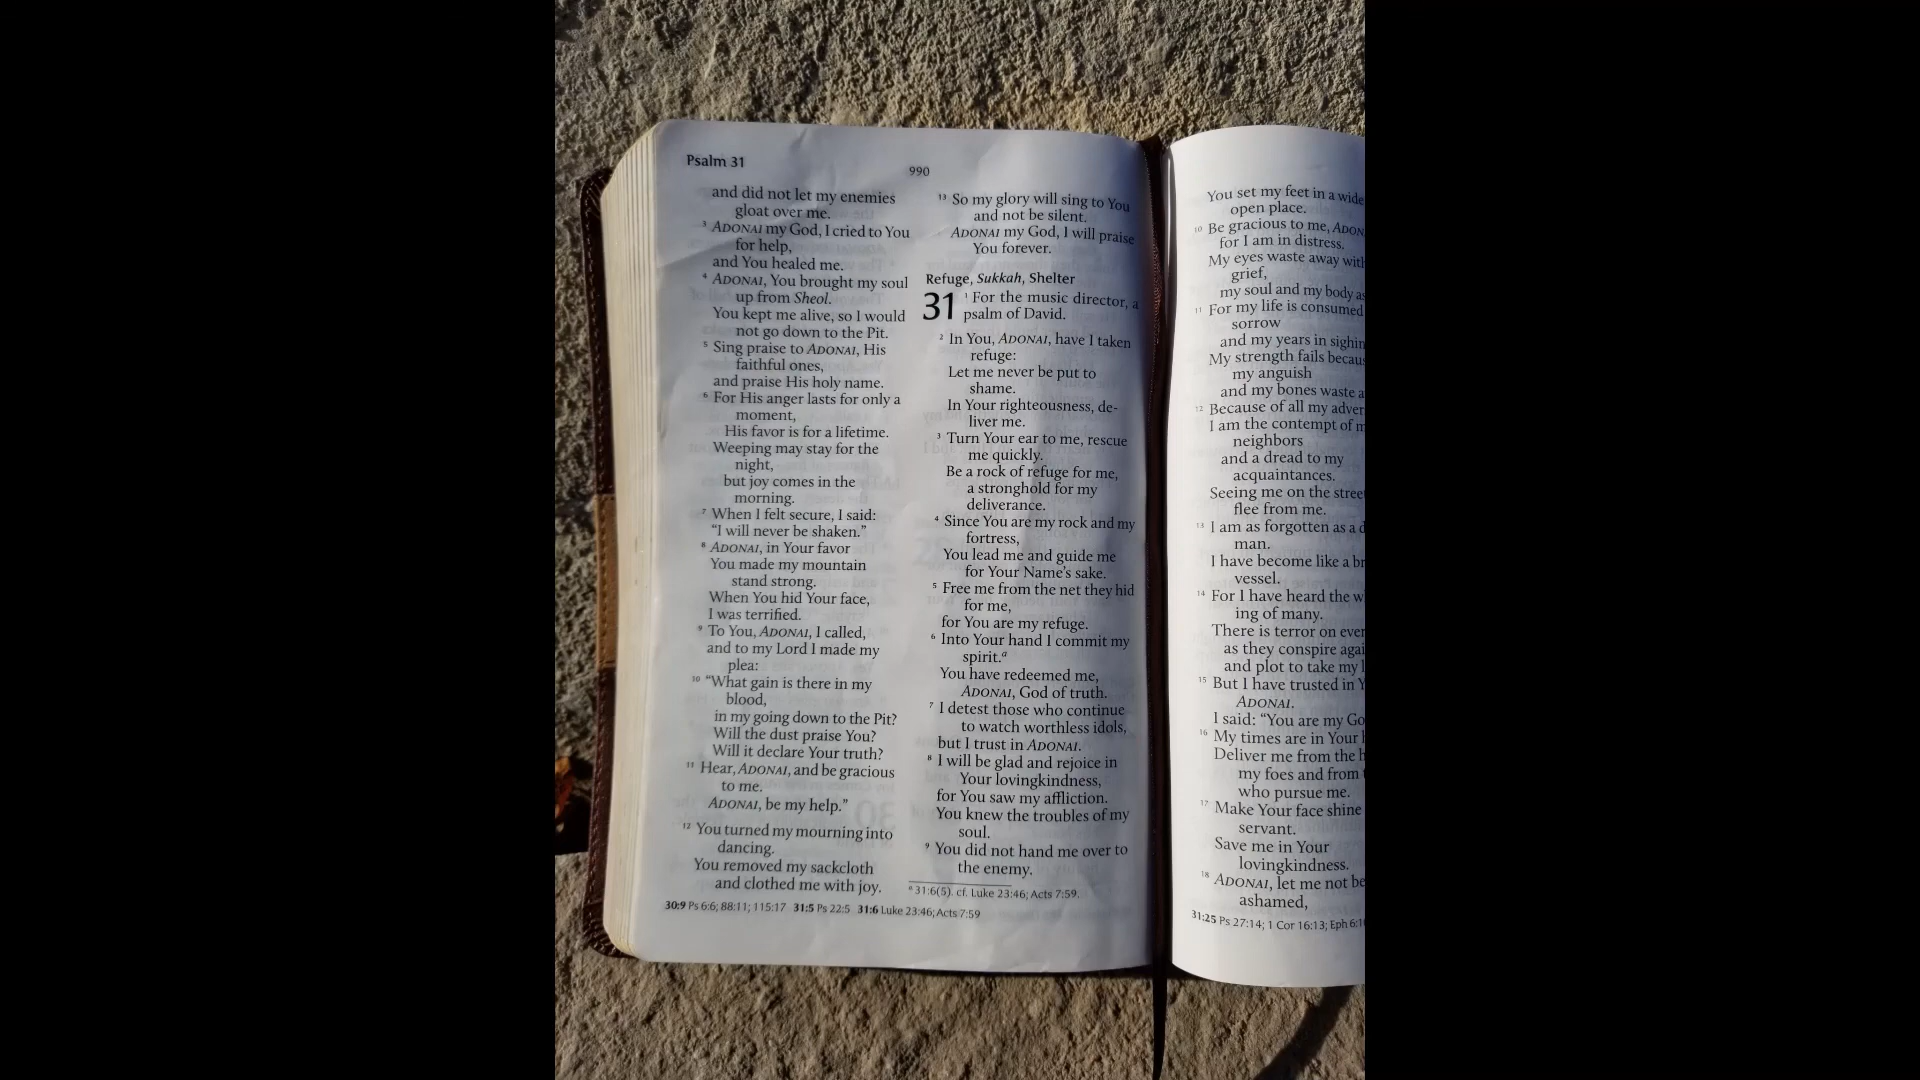 Psalm 31
990
and did not let my enemies
gloat over me.
3 ADONAI my God, I cried to You
for help,
and You healed me.
4 ADONAI, You brought my soul
up from Sheol.
You kept me alive, so I would
not go down to the Pit.
5 Sing praise to ADONAI, His
faithful ones,
and praise His holy name.
6 For His anger lasts for only a
moment,
His favor is for a lifetime.
Weeping may stay for the
night,
but joy comes in the
morning.
7 When I felt secure, I said:
“I will never be shaken.”
8 ADONAI, in Your favor
You made my mountain
stand strong.
When You hid Your face,
I was terrified.
9 To You, ADONAI, I called,
and to my Lord I made my
plea:
10 “What gain is there in my
blood,
in my going down to the Pit?
Will the dust praise You?
Will it declare Your truth?
11 Hear, ADONAI, and be gracious
to me.
ADONAI, be my help.”
12 You turned my mourning into
dancing.
You removed my sackcloth
and clothed me with joy.
13 So my glory will sing to You
and not be silent.
ADONAI my God, I will praise
You forever.
Refuge, Sukkah, Shelter
31 1 For the music director, a
psalm of David.
2 In You, ADONAI, have I taken
refuge:
Let me never be put to
shame.
In Your righteousness, de-
liver me.
3 Turn Your ear to me, rescue
me quickly.
Be a rock of refuge for me,
a stronghold for my
deliverance.
4 Since You are my rock and my
fortress,
You lead me and guide me
for Your Name’s sake.
5 Free me from the net they hid
for me,
for You are my refuge.
6 Into Your hand I commit my
spirit.a
You have redeemed me,
ADONAI, God of truth.
7 I detest those who continue
to watch worthless idols,
but I trust in ADONAI.
8 I will be glad and rejoice in
Your lovingkindness,
for You saw my affliction.
You knew the troubles of my
soul.
9 You did not hand me over to
the enemy.
a 31:6(5). cf. Luke 23:46; Acts 7:59.
30:9 Ps 6:6; 88:11; 115:17 31:5 Ps 22:5 31:6 Luke 23:46; Acts 7:59
You set my feet in a wide
open place.
10 Be gracious to me,
for I am in distress.
My eyes waste away
grief,
my soul and my body
11 For my life is consumed
sorrow
and my years in
My strength fails
my anguish
and my bones waste
12 Because of all my
I am the contempt of
neighbors
and a dread to my
acquaintances.
Seeing me on the
flee from me.
13 I am as forgotten as a
man.
I have become like a
vessel.
14 For I have heard the
ing of many.
There is terror on
as they conspire
and plot to take my
15 But I have trusted in
ADONAI.
I said: “You are my
16 My times are in Your
Deliver me from the
my foes and from
who pursue me.
17 Make Your face shine
servant.
Save me in Your
lovingkindness.
18 ADONAI, let me not be
ashamed,
31:25 Ps 27:14; 1 Cor 16:13; Eph